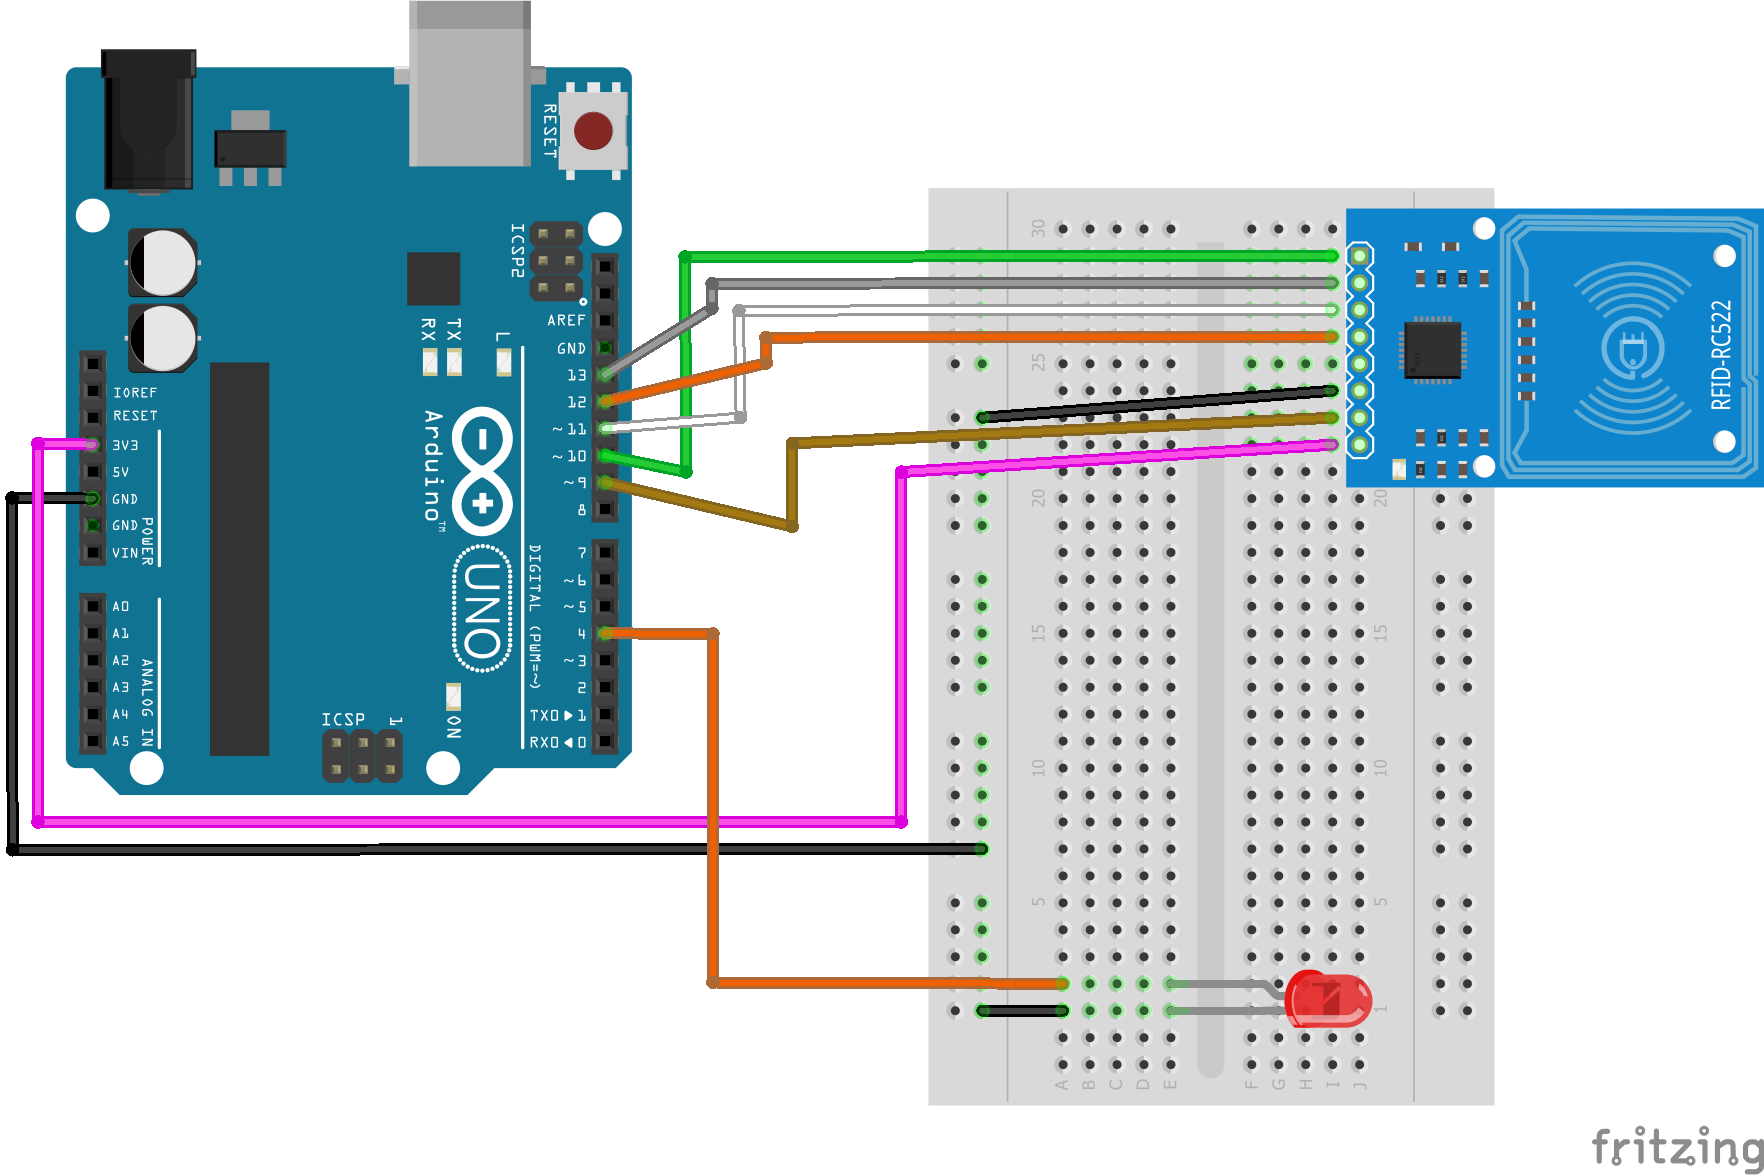 RESET
ICSP2
AREF
GND
13
12
~11
~10
~9
8
7
~6
~5
4
~3
2
TX0▶1
RX0◀0
DIGITAL (PWM=~)
RX
TX
L
Arduino™
UNO
ON
ICSP
1
IOREF
RESET
3V3
5V
GND
GND
VIN
POWER
A0
A1
A2
A3
A4
A5
ANALOG IN
30
25
15
10
5
20
15
10
5
1
A B C D E F G H I J
RFID-RC522
fritzing